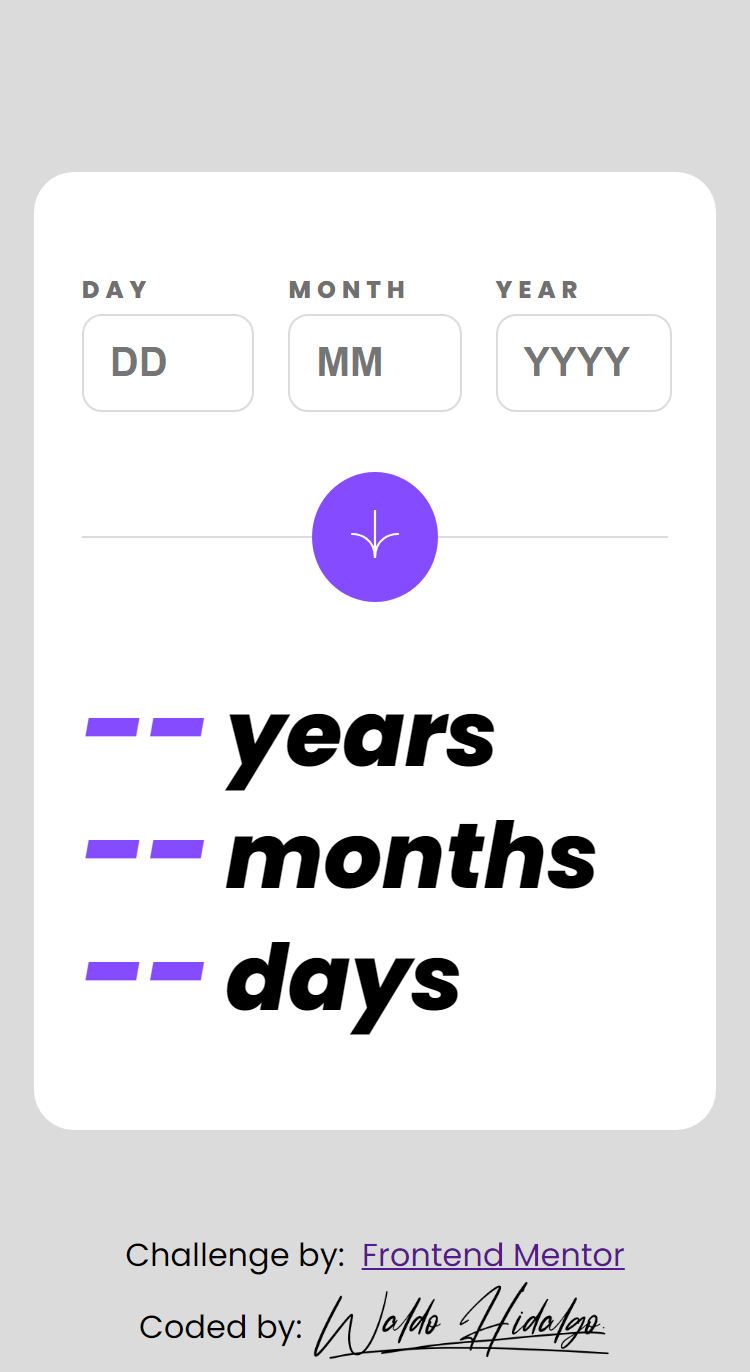 DAY MONTH YEAR
DD MM YYYY
-- years
-- months
-- days
Challenge by: Frontend Mentor
Coded by: Waldo Hidalgo